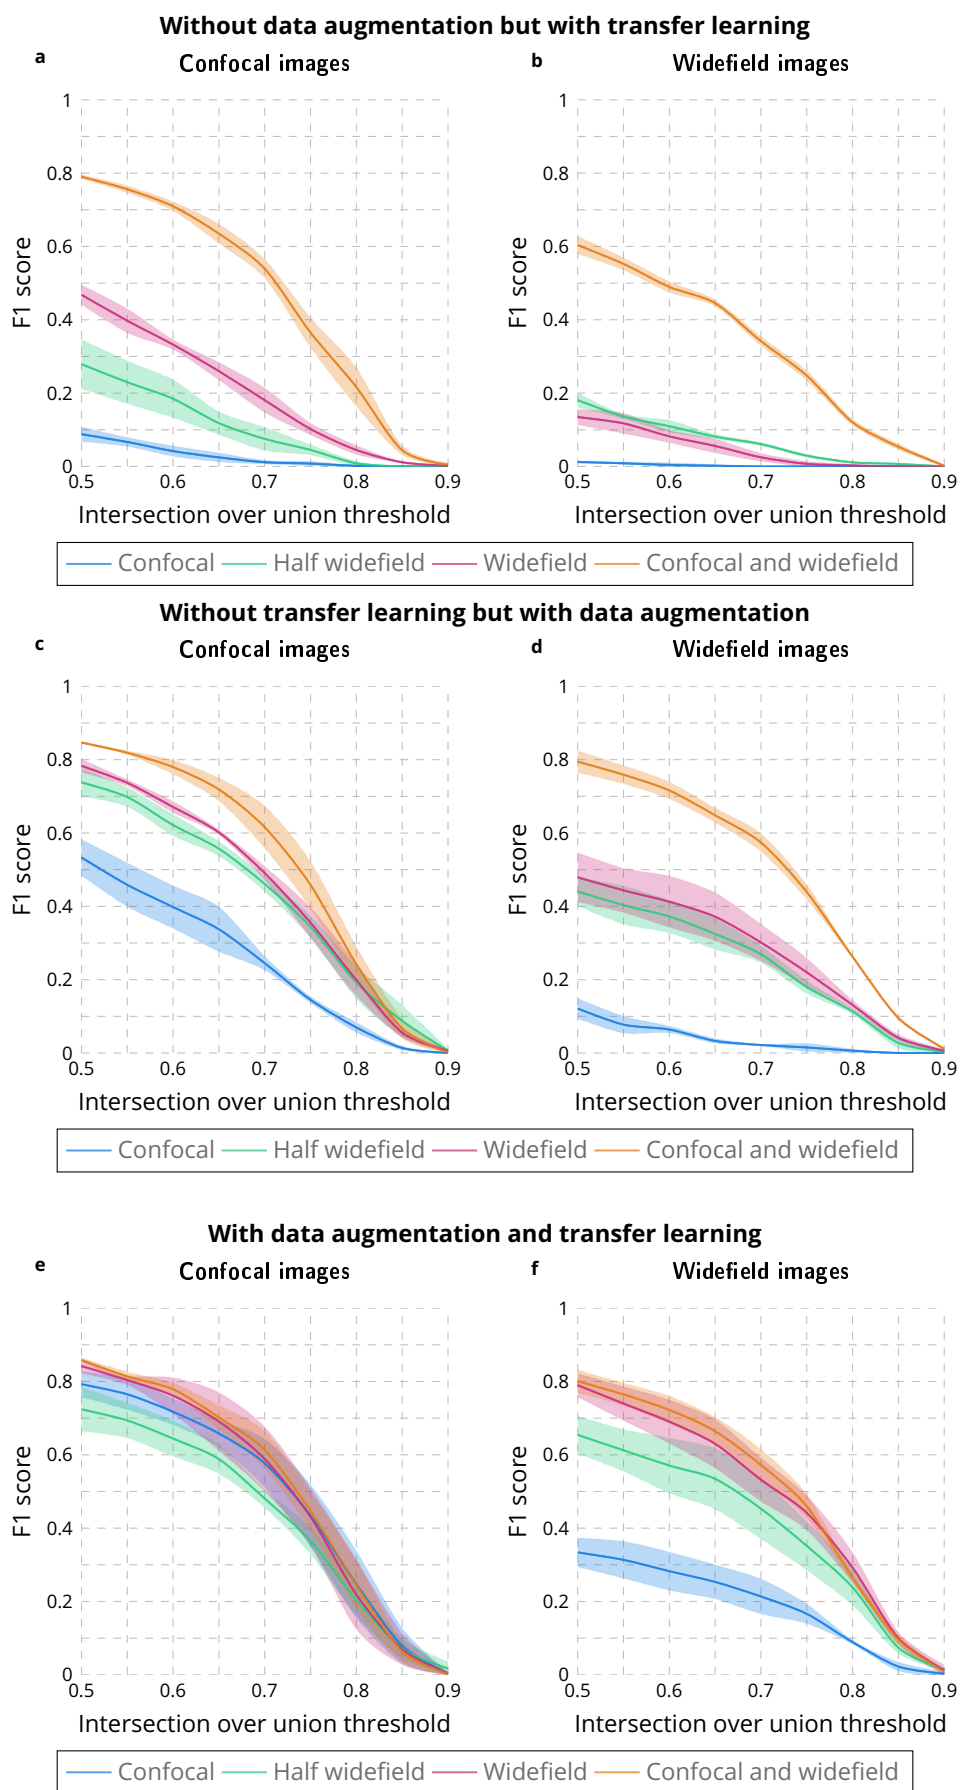 Without data augmentation but with transfer learning
a Confocal images b Widefield images
1 1
0.8 0.8
0.6 0.6
0.4 0.4
0.2 0.2
0 0
F1 score F1 score
0.5 0.6 0.7 0.8 0.9 0.5 0.6 0.7 0.8 0.9
Intersection over union threshold Intersection over union threshold
Confocal Half widefield Widefield Confocal and widefield
Without transfer learning but with data augmentation
c Confocal images d Widefield images
1 1
0.8 0.8
0.6 0.6
0.4 0.4
0.2 0.2
0 0
F1 score F1 score
0.5 0.6 0.7 0.8 0.9 0.5 0.6 0.7 0.8 0.9
Intersection over union threshold Intersection over union threshold
Confocal Half widefield Widefield Confocal and widefield
With data augmentation and transfer learning
e Confocal images f Widefield images
1 1
0.8 0.8
0.6 0.6
0.4 0.4
0.2 0.2
0 0
F1 score F1 score
0.5 0.6 0.7 0.8 0.9 0.5 0.6 0.7 0.8 0.9
Intersection over union threshold Intersection over union threshold
Confocal Half widefield Widefield Confocal and widefield